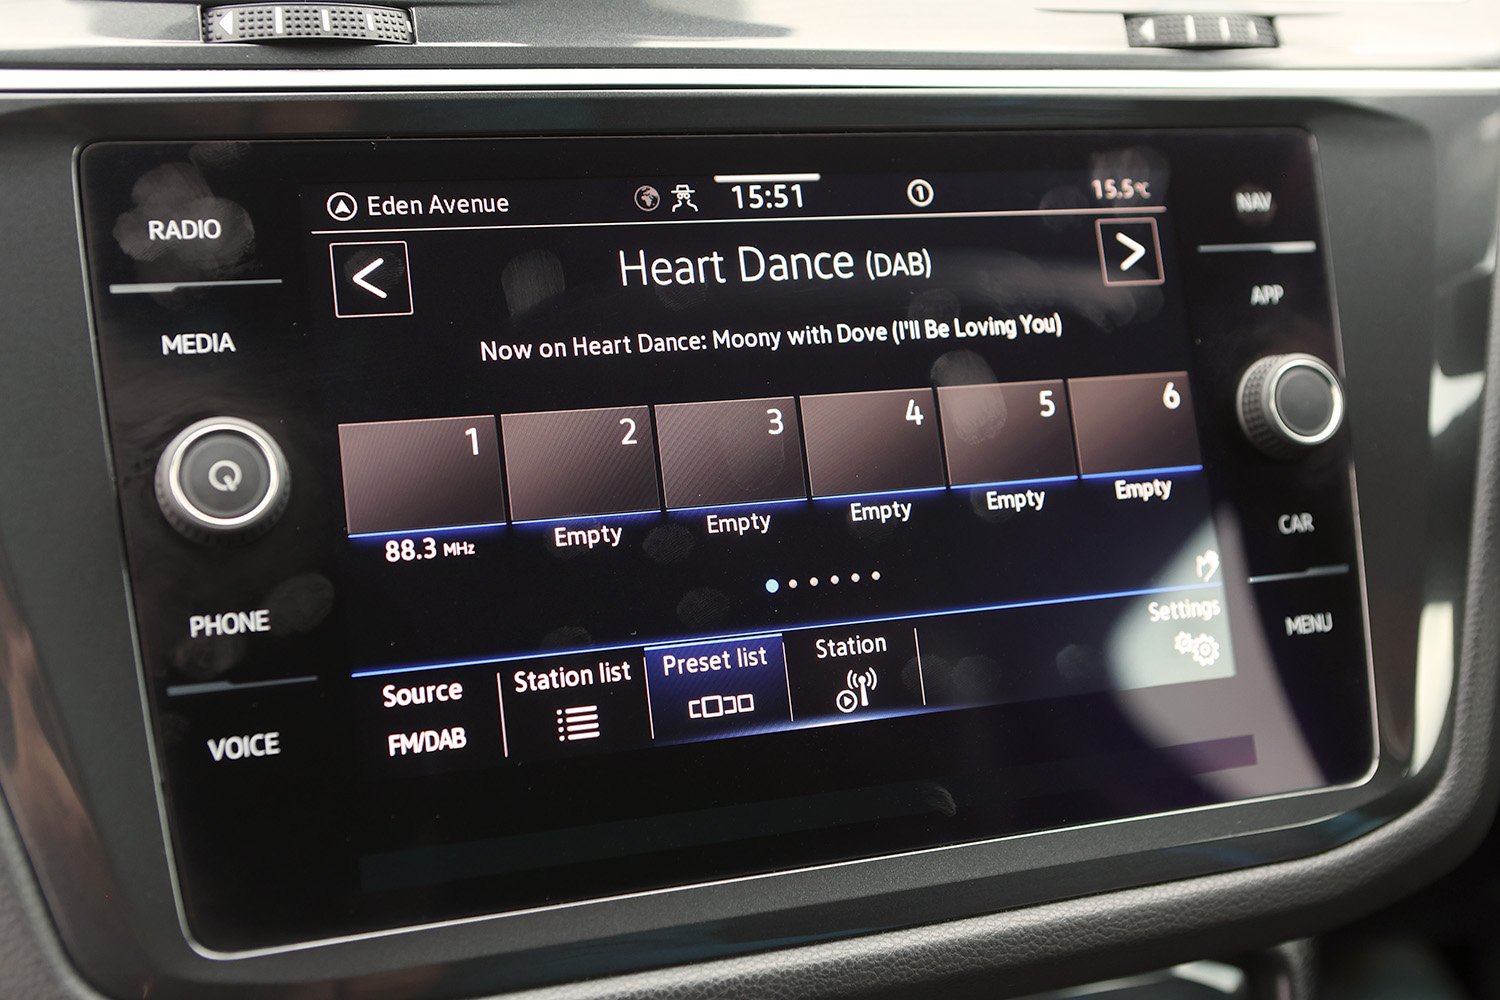 Eden Avenue
15:51
1
15.5°C
RADIO
MEDIA
PHONE
VOICE
NAV
APP
CAR
MENU
Heart Dance (DAB)
Now on Heart Dance: Moony with Dove (I'll Be Loving You)
1
2
3
4
5
6
88.3 MHz
Empty
Empty
Empty
Empty
Empty
Source
FM/DAB
Station list
Preset list
Station
Settings